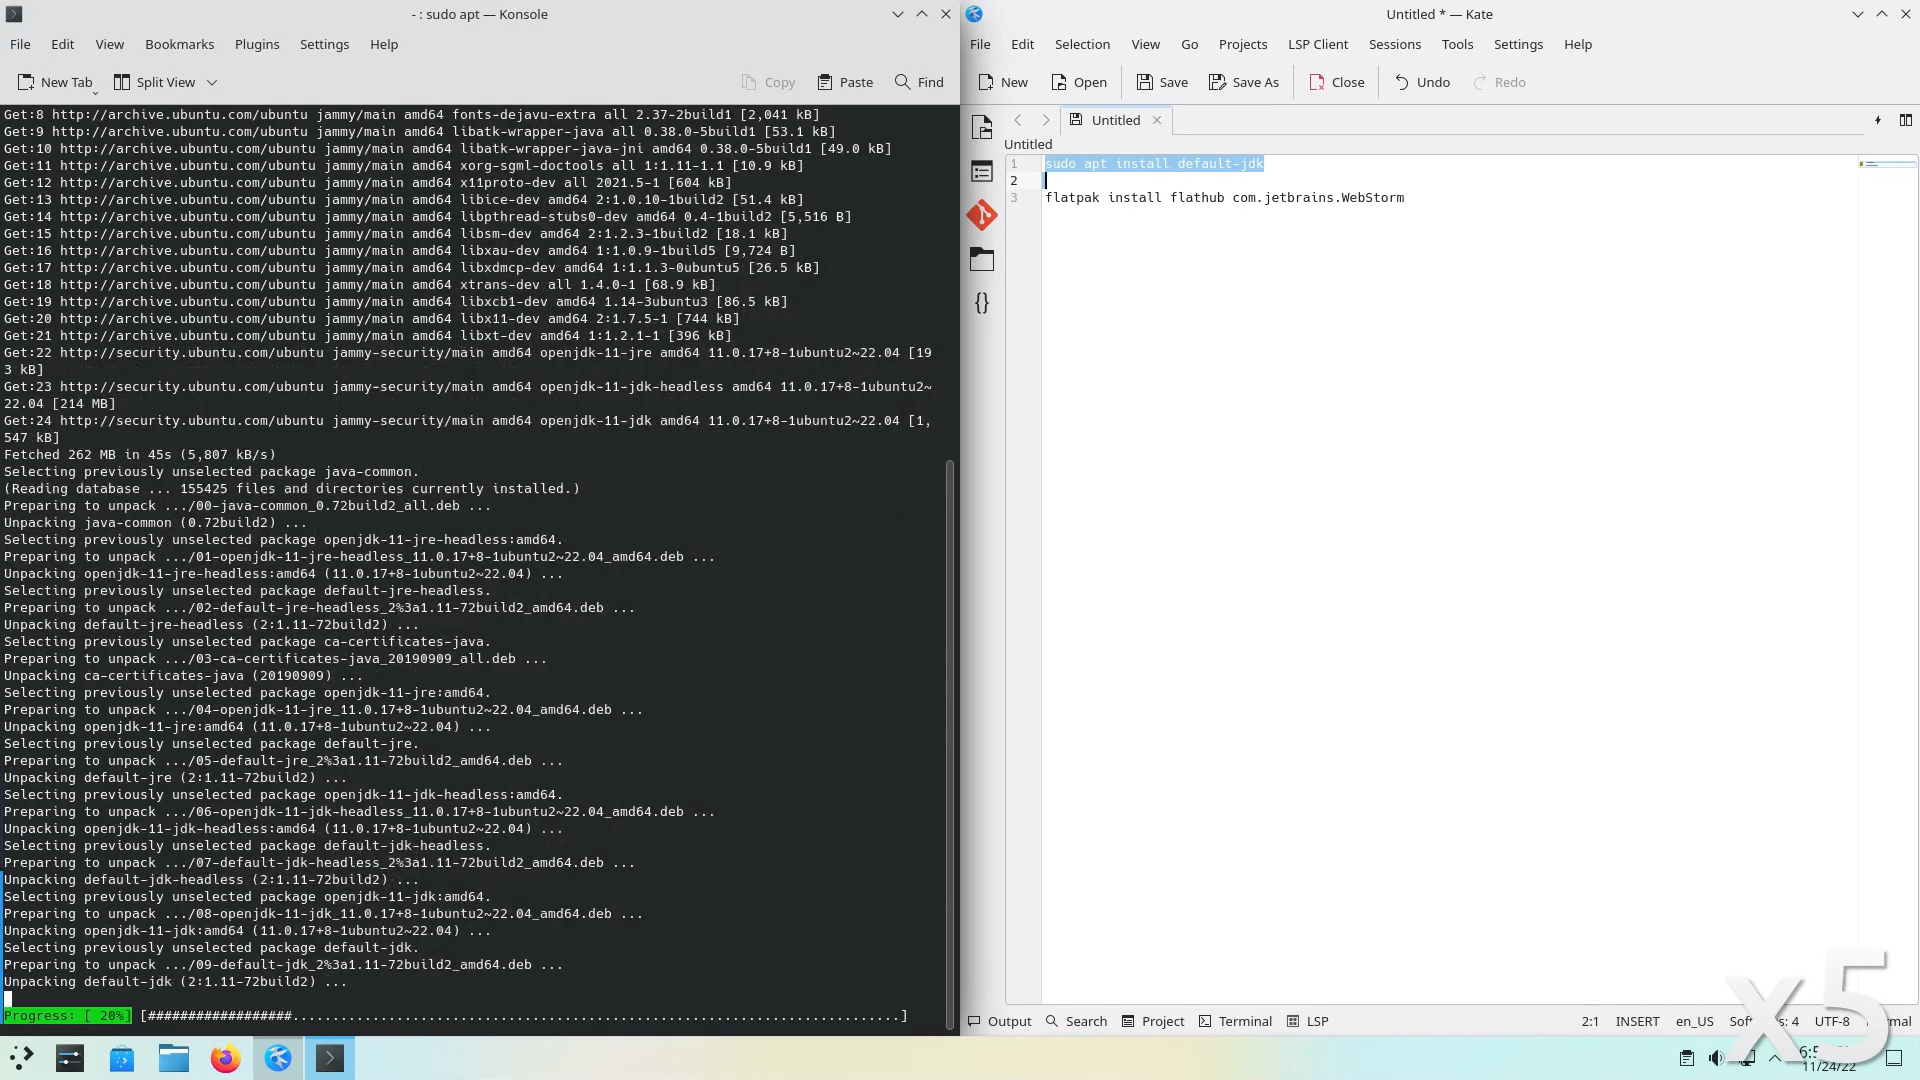 - : sudo apt — Konsole
File Edit View Bookmarks Plugins Settings Help
New Tab Split View Copy Paste Find
Get:8 http://archive.ubuntu.com/ubuntu jammy/main amd64 fonts-dejavu-extra all 2.37-2build1 [2,041 kB]
Get:9 http://archive.ubuntu.com/ubuntu jammy/main amd64 libatk-wrapper-java all 0.38.0-5build1 [53.1 kB]
Get:10 http://archive.ubuntu.com/ubuntu jammy/main amd64 libatk-wrapper-java-jni amd64 0.38.0-5build1 [49.0 kB]
Get:11 http://archive.ubuntu.com/ubuntu jammy/main amd64 xorg-sgml-doctools all 1:1.11-1.1 [10.9 kB]
Get:12 http://archive.ubuntu.com/ubuntu jammy/main amd64 x11proto-dev all 2021.5-1 [604 kB]
Get:13 http://archive.ubuntu.com/ubuntu jammy/main amd64 libice-dev amd64 2:1.0.10-1build2 [51.4 kB]
Get:14 http://archive.ubuntu.com/ubuntu jammy/main amd64 libpthread-stubs0-dev amd64 0.4-1build2 [5,516 B]
Get:15 http://archive.ubuntu.com/ubuntu jammy/main amd64 libsm-dev amd64 2:1.2.3-1build2 [18.1 kB]
Get:16 http://archive.ubuntu.com/ubuntu jammy/main amd64 libxau-dev amd64 1:1.0.9-1build5 [9,724 B]
Get:17 http://archive.ubuntu.com/ubuntu jammy/main amd64 libxdmcp-dev amd64 1:1.1.3-0ubuntu5 [26.5 kB]
Get:18 http://archive.ubuntu.com/ubuntu jammy/main amd64 xtrans-dev all 1.4.0-1 [68.9 kB]
Get:19 http://archive.ubuntu.com/ubuntu jammy/main amd64 libxcb1-dev amd64 1.14-3ubuntu3 [86.5 kB]
Get:20 http://archive.ubuntu.com/ubuntu jammy/main amd64 libx11-dev amd64 2:1.7.5-1 [744 kB]
Get:21 http://archive.ubuntu.com/ubuntu jammy/main amd64 libxt-dev amd64 1:1.2.1-1 [396 kB]
Get:22 http://security.ubuntu.com/ubuntu jammy-security/main amd64 openjdk-11-jre amd64 11.0.17+8-1ubuntu2~22.04 [19
3 kB]
Get:23 http://security.ubuntu.com/ubuntu jammy-security/main amd64 openjdk-11-jdk-headless amd64 11.0.17+8-1ubuntu2~
22.04 [214 MB]
Get:24 http://security.ubuntu.com/ubuntu jammy-security/main amd64 openjdk-11-jdk amd64 11.0.17+8-1ubuntu2~22.04 [1,
547 kB]
Fetched 262 MB in 45s (5,807 kB/s)
Selecting previously unselected package java-common.
(Reading database ... 155425 files and directories currently installed.)
Preparing to unpack .../00-java-common_0.72build2_all.deb ...
Unpacking java-common (0.72build2) ...
Selecting previously unselected package openjdk-11-jre-headless:amd64.
Preparing to unpack .../01-openjdk-11-jre-headless_11.0.17+8-1ubuntu2~22.04_amd64.deb ...
Unpacking openjdk-11-jre-headless:amd64 (11.0.17+8-1ubuntu2~22.04) ...
Selecting previously unselected package default-jre-headless.
Preparing to unpack .../02-default-jre-headless_2%3a1.11-72build2_amd64.deb ...
Unpacking default-jre-headless (2:1.11-72build2) ...
Selecting previously unselected package ca-certificates-java.
Preparing to unpack .../03-ca-certificates-java_20190909_all.deb ...
Unpacking ca-certificates-java (20190909) ...
Selecting previously unselected package openjdk-11-jre:amd64.
Preparing to unpack .../04-openjdk-11-jre_11.0.17+8-1ubuntu2~22.04_amd64.deb ...
Unpacking openjdk-11-jre:amd64 (11.0.17+8-1ubuntu2~22.04) ...
Selecting previously unselected package default-jre.
Preparing to unpack .../05-default-jre_2%3a1.11-72build2_amd64.deb ...
Unpacking default-jre (2:1.11-72build2) ...
Selecting previously unselected package openjdk-11-jdk-headless:amd64.
Preparing to unpack .../06-openjdk-11-jdk-headless_11.0.17+8-1ubuntu2~22.04_amd64.deb ...
Unpacking openjdk-11-jdk-headless:amd64 (11.0.17+8-1ubuntu2~22.04) ...
Selecting previously unselected package default-jdk-headless.
Preparing to unpack .../07-default-jdk-headless_2%3a1.11-72build2_amd64.deb ...
Unpacking default-jdk-headless (2:1.11-72build2) ...
Selecting previously unselected package openjdk-11-jdk:amd64.
Preparing to unpack .../08-openjdk-11-jdk_11.0.17+8-1ubuntu2~22.04_amd64.deb ...
Unpacking openjdk-11-jdk:amd64 (11.0.17+8-1ubuntu2~22.04) ...
Selecting previously unselected package default-jdk.
Preparing to unpack .../09-default-jdk_2%3a1.11-72build2_amd64.deb ...
Unpacking default-jdk (2:1.11-72build2) ...
Progress: [ 20%] [##################............................................................................]
Untitled * — Kate
File Edit Selection View Go Projects LSP Client Sessions Tools Settings Help
New Open Save Save As Close Undo Redo
Untitled
Untitled
1 sudo apt install default-jdk
2
3 flatpak install flathub com.jetbrains.WebStorm
Output Search Project Terminal LSP 2:1 INSERT en_US UTF-8
x5
11/24/22